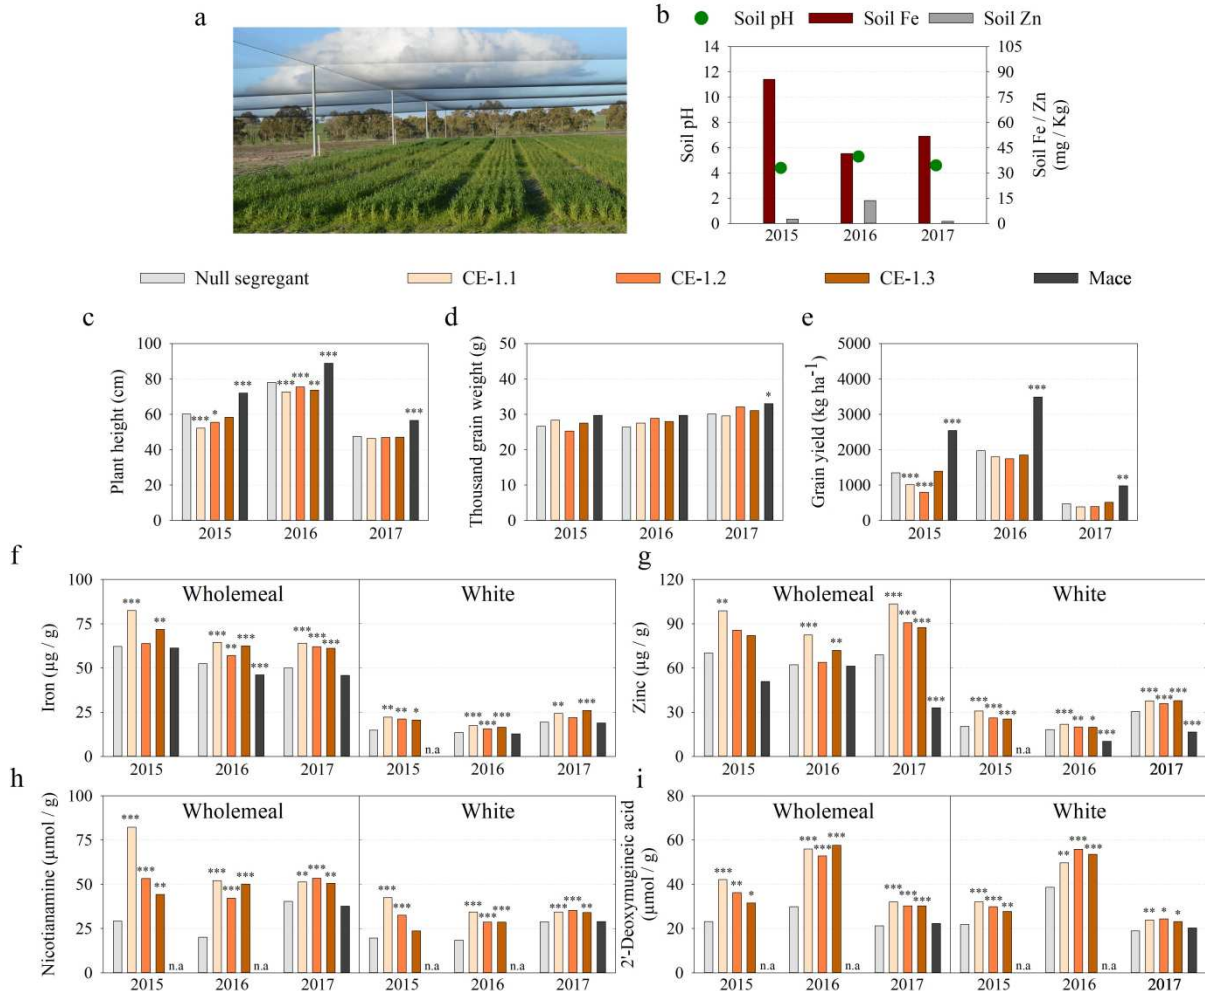 a
b
Soil pH Soil Fe Soil Zn
14 105
12 90
10 75
8 60
6 45
4 30
2 15
0 0
Soil pH
Soil Fe / Zn
(mg / Kg)
2015 2016 2017
Null segregant CE-1.1 CE-1.2 CE-1.3 Mace
c
100
80
60
40
20
0
Plant height (cm)
*** * ***
*** *** ** ***
***
2015 2016 2017
d
50
40
30
20
10
0
Thousand grain weight (g)
*
2015 2016 2017
e
5000
4000
3000
2000
1000
0
Grain yield (kg ha-1)
*** *** ***
***
**
2015 2016 2017
f
Wholemeal White
100
75
50
25
0
Iron (µg / g)
*** **
*** ** *** ***
*** *** ***
** ** * n.a
*** *** ***
** ***
2015 2016 2017 2015 2016 2017
g
Wholemeal White
120
90
60
30
0
Zinc (µg / g)
**
*** **
*** *** *** ***
*** *** *** n.a
*** ** * ***
*** *** *** ***
2015 2016 2017 2015 2016 2017
h
Wholemeal White
100
75
50
25
0
Nicotianamine (µmol / g)
*** *** ** n.a
*** *** *** n.a
** *** **
*** *** n.a
*** *** *** n.a
*** *** **
2015 2016 2017 2015 2016 2017
i
Wholemeal White
80
60
40
20
0
2'-Deoxymugineic acid
(µmol / g)
*** ** * n.a
*** *** *** n.a
*** *** ***
*** *** ** n.a
** *** *** n.a
** * *
2015 2016 2017 2015 2016 2017